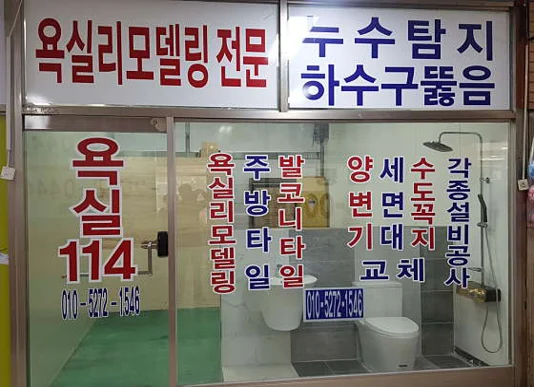 욕실리모델링 전문
누수탐지
하수구뚫음
욕실
114
010-5272-1546
욕실리모델링
주방타일
발코니타일
양변기
세면대
수도꼭지
교체
각종설비공사
010-5272-1546